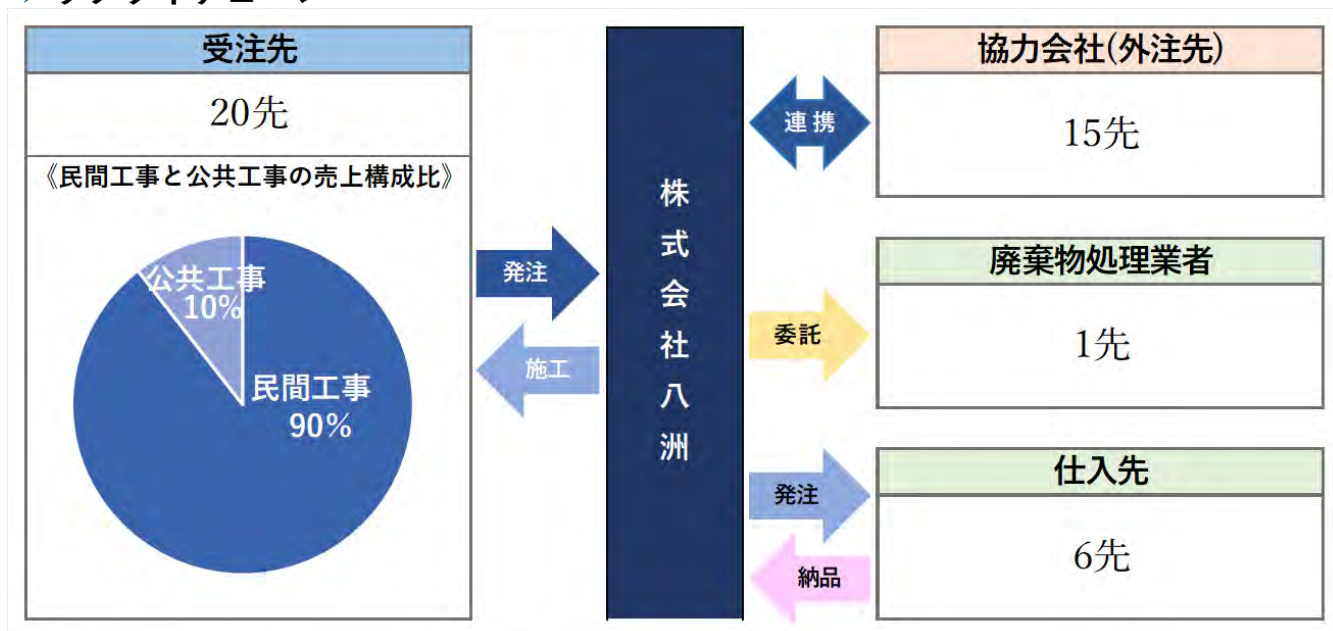 受注先
20先
《民間工事と公共工事の売上構成比》
公共工事
10%
民間工事
90%
発注
施工
株式会社八洲
連携
協力会社(外注先)
15先
委託
廃棄物処理業者
1先
発注
納品
仕入先
6先